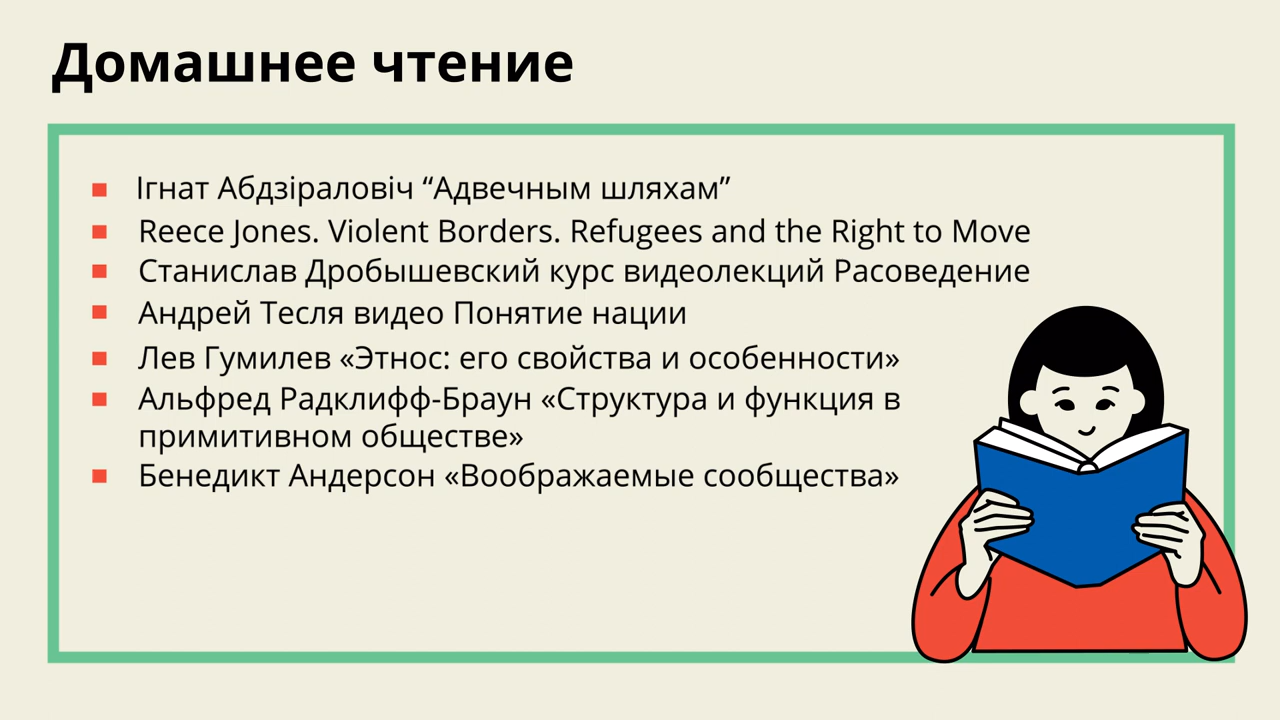 Домашнее чтение
Ігнат Абдзіраловіч “Адвечным шляхам”
Reece Jones. Violent Borders. Refugees and the Right to Move
Станислав Дробышевский курс видеолекций Расоведение
Андрей Тесля видео Понятие нации
Лев Гумилев «Этнос: его свойства и особенности»
Альфред Радклифф-Браун «Структура и функция в
примитивном обществе»
Бенедикт Андерсон «Воображаемые сообщества»